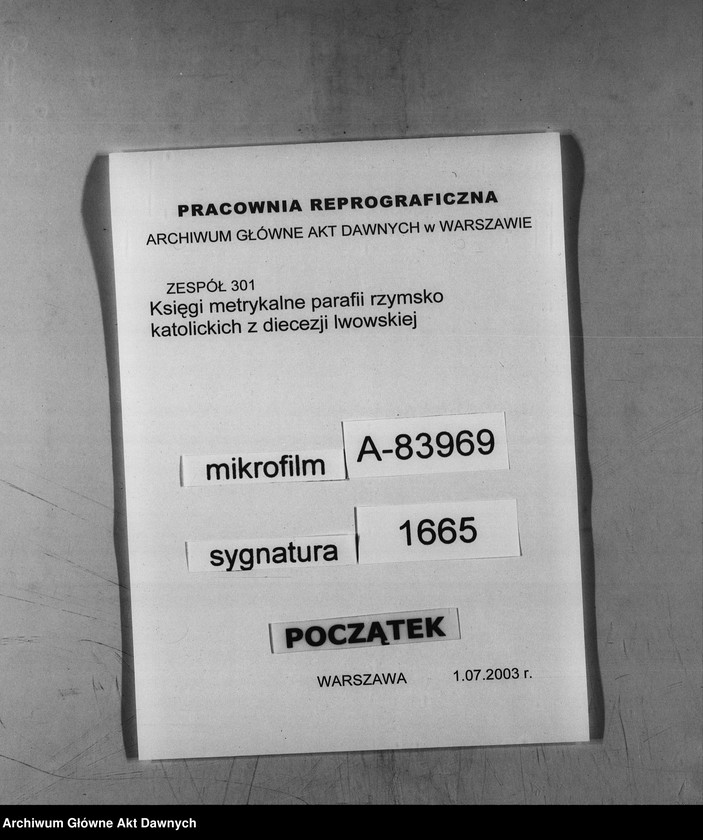 PRACOWNIA REPROGRAFICZNA
ARCHIWUM GŁÓWNE AKT DAWNYCH w WARSZAWIE
ZESPÓŁ 301
Księgi metrykalne parafii rzymsko
katolickich z diecezji lwowskiej
mikrofilm A-83969
sygnatura 1665
POCZĄTEK
WARSZAWA 1.07.2003 r.
Archiwum Główne Akt Dawnych